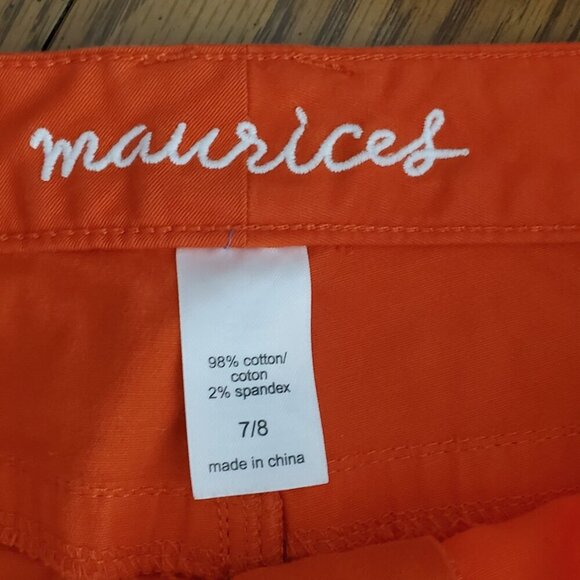 maurices
98% cotton/
coton
2% spandex
7/8
made in china